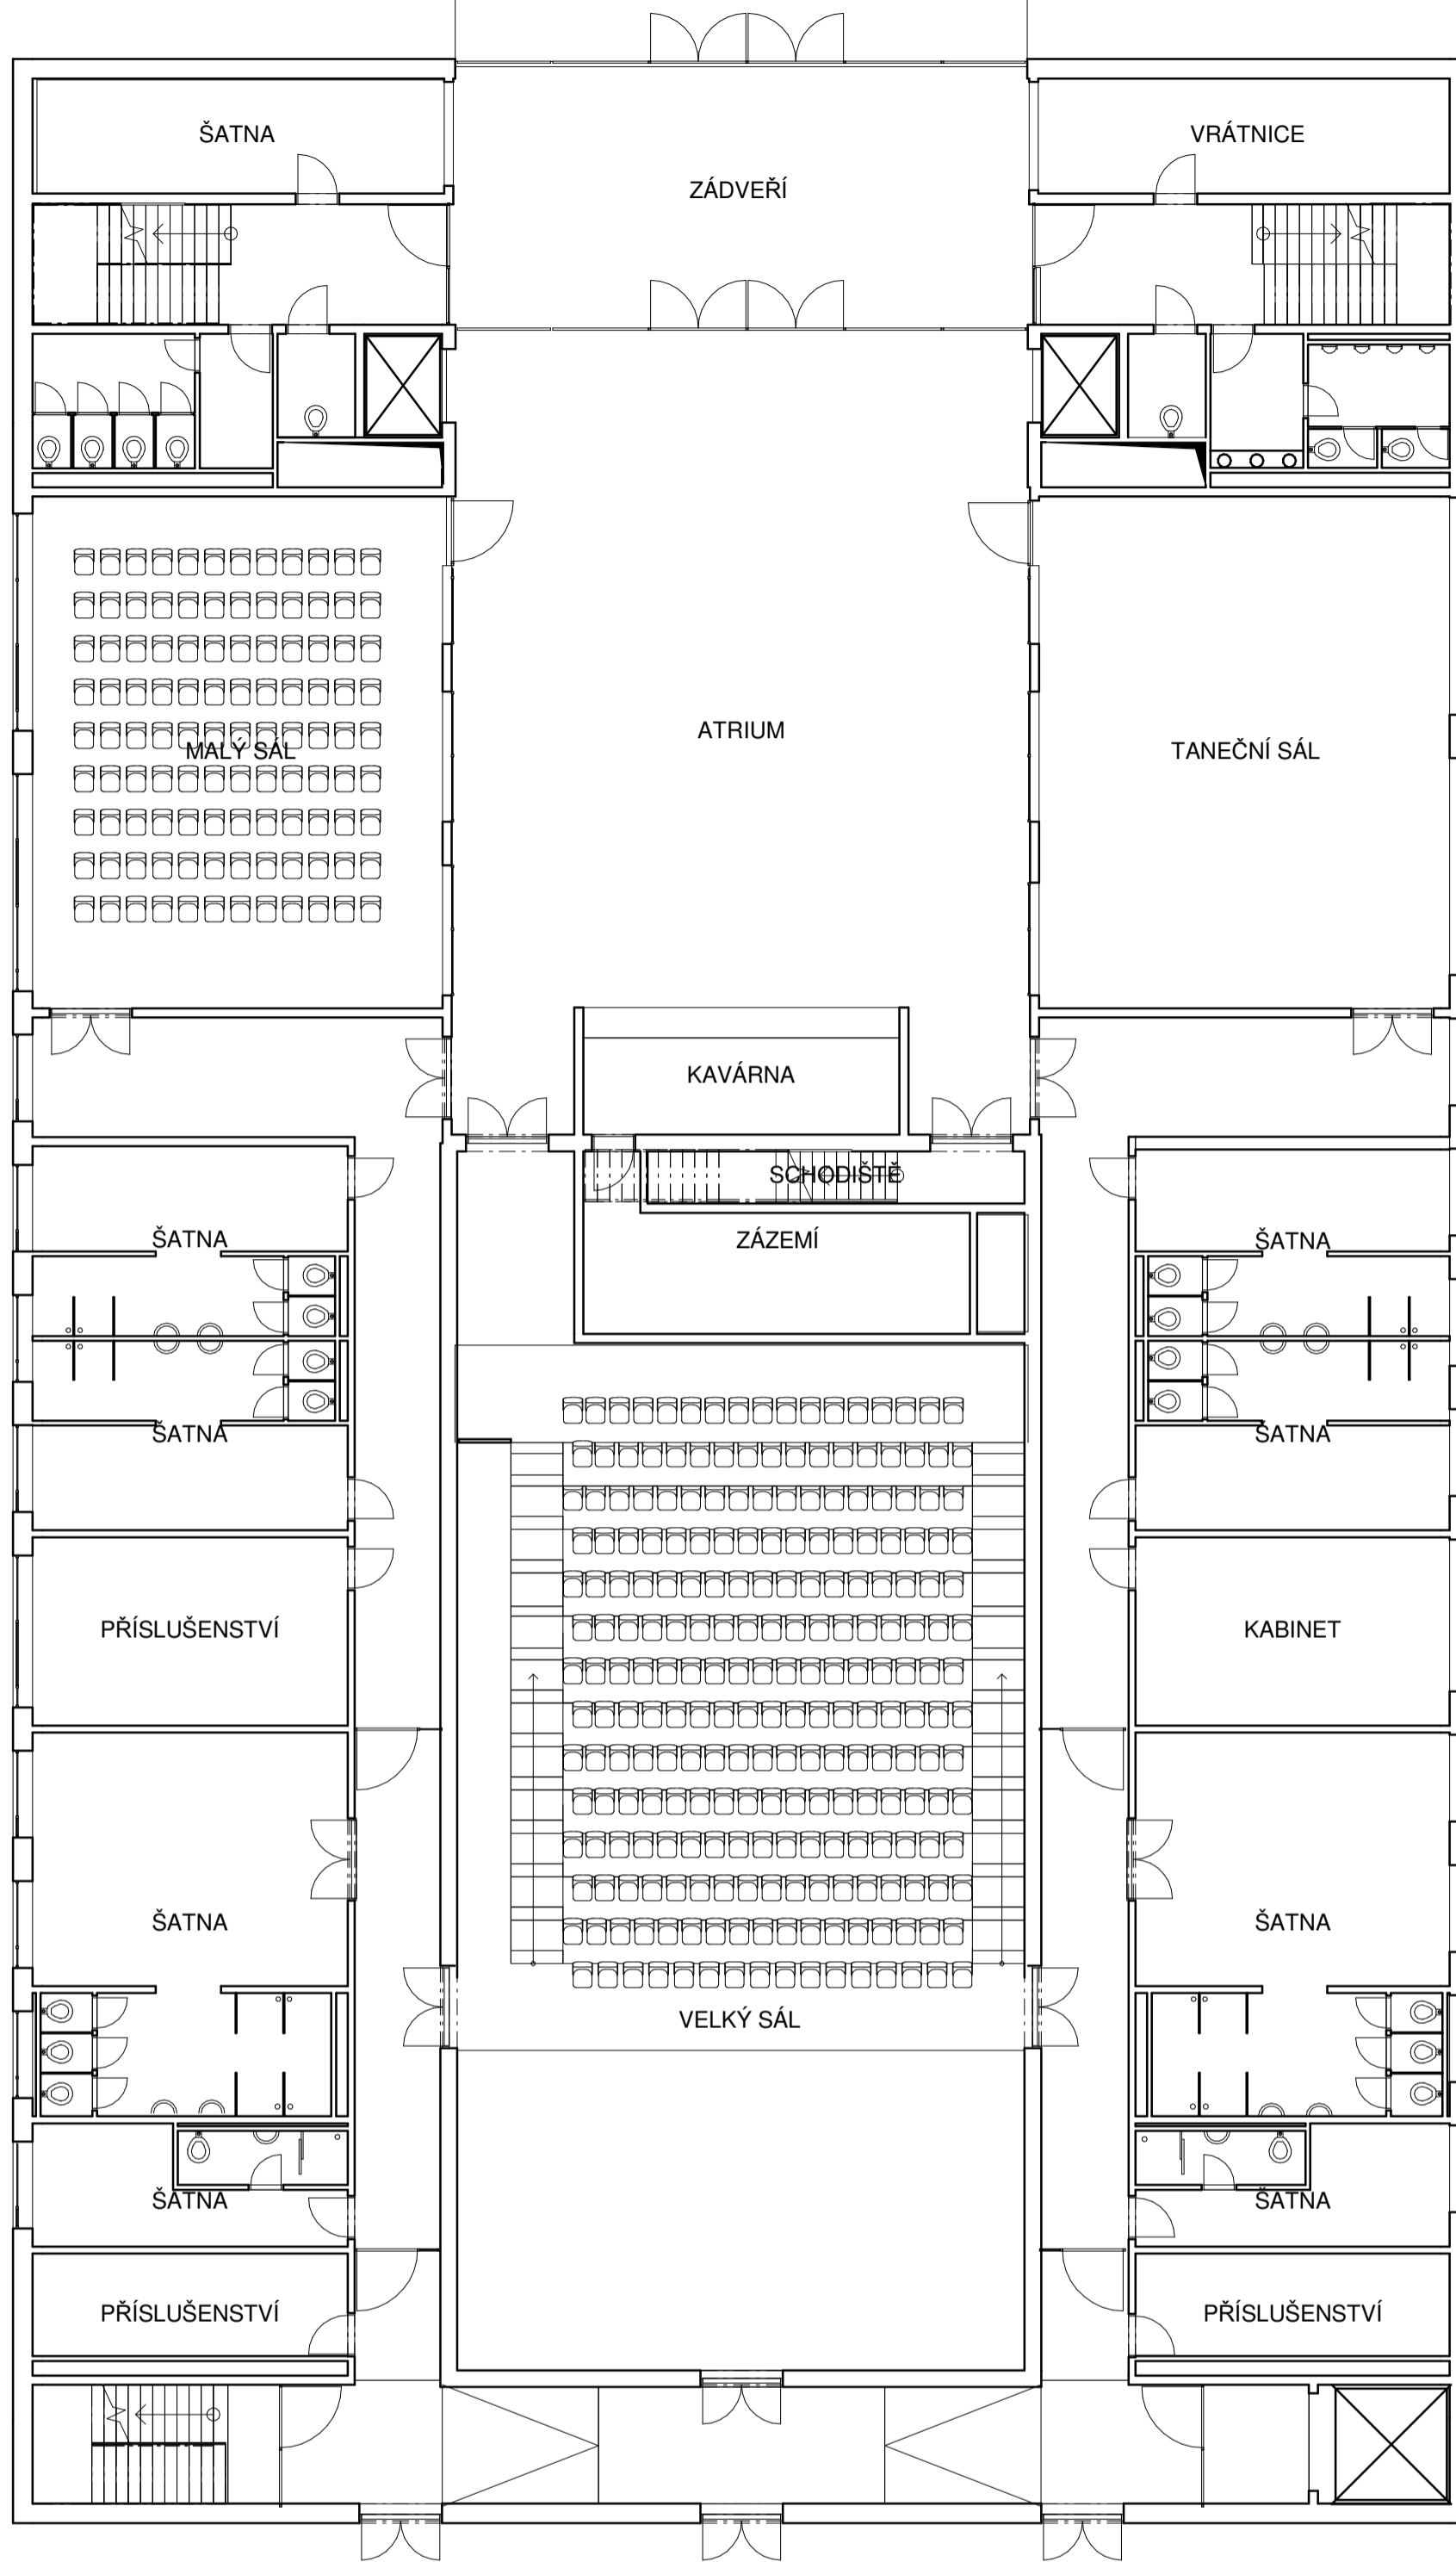 ŠATNA
VRÁTNICE
ZÁDVEŘÍ
ATRIUM
MALÝ SÁL
TANEČNÍ SÁL
KAVÁRNA
SCHODIŠTĚ
ŠATNA
ZÁZEMÍ
ŠATNA
ŠATNA
ŠATNA
PŘÍSLUŠENSTVÍ
KABINET
ŠATNA
ŠATNA
VELKÝ SÁL
ŠATNA
ŠATNA
PŘÍSLUŠENSTVÍ
PŘÍSLUŠENSTVÍ